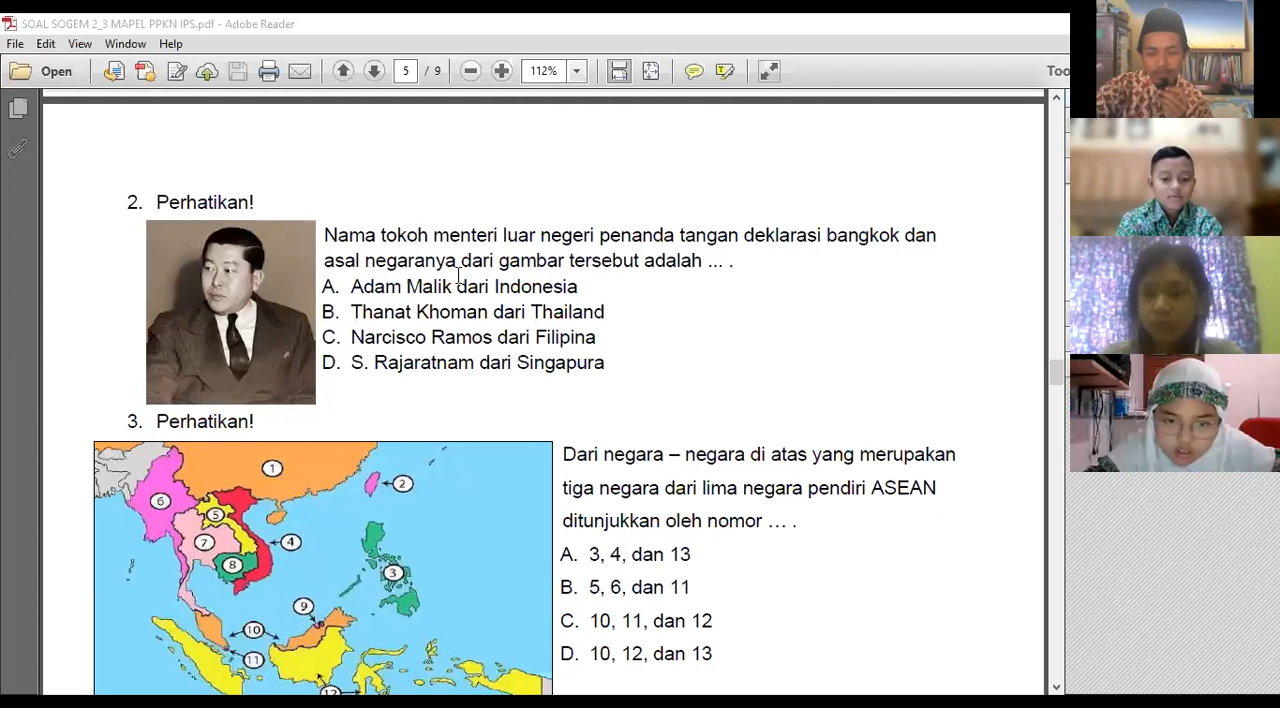 SOAL SOGEM 2_3 MAPEL PPKN IPS.pdf - Adobe Reader
File Edit View Window Help
Open 5 / 9 112% Too
2. Perhatikan!
Nama tokoh menteri luar negeri penanda tangan deklarasi bangkok dan
asal negaranya dari gambar tersebut adalah ... .
A. Adam Malik dari Indonesia
B. Thanat Khoman dari Thailand
C. Narcisco Ramos dari Filipina
D. S. Rajaratnam dari Singapura
3. Perhatikan!
1
2
6
5
7
4
8
3
9
10
11
12
Dari negara – negara di atas yang merupakan
tiga negara dari lima negara pendiri ASEAN
ditunjukkan oleh nomor ... .
A. 3, 4, dan 13
B. 5, 6, dan 11
C. 10, 11, dan 12
D. 10, 12, dan 13